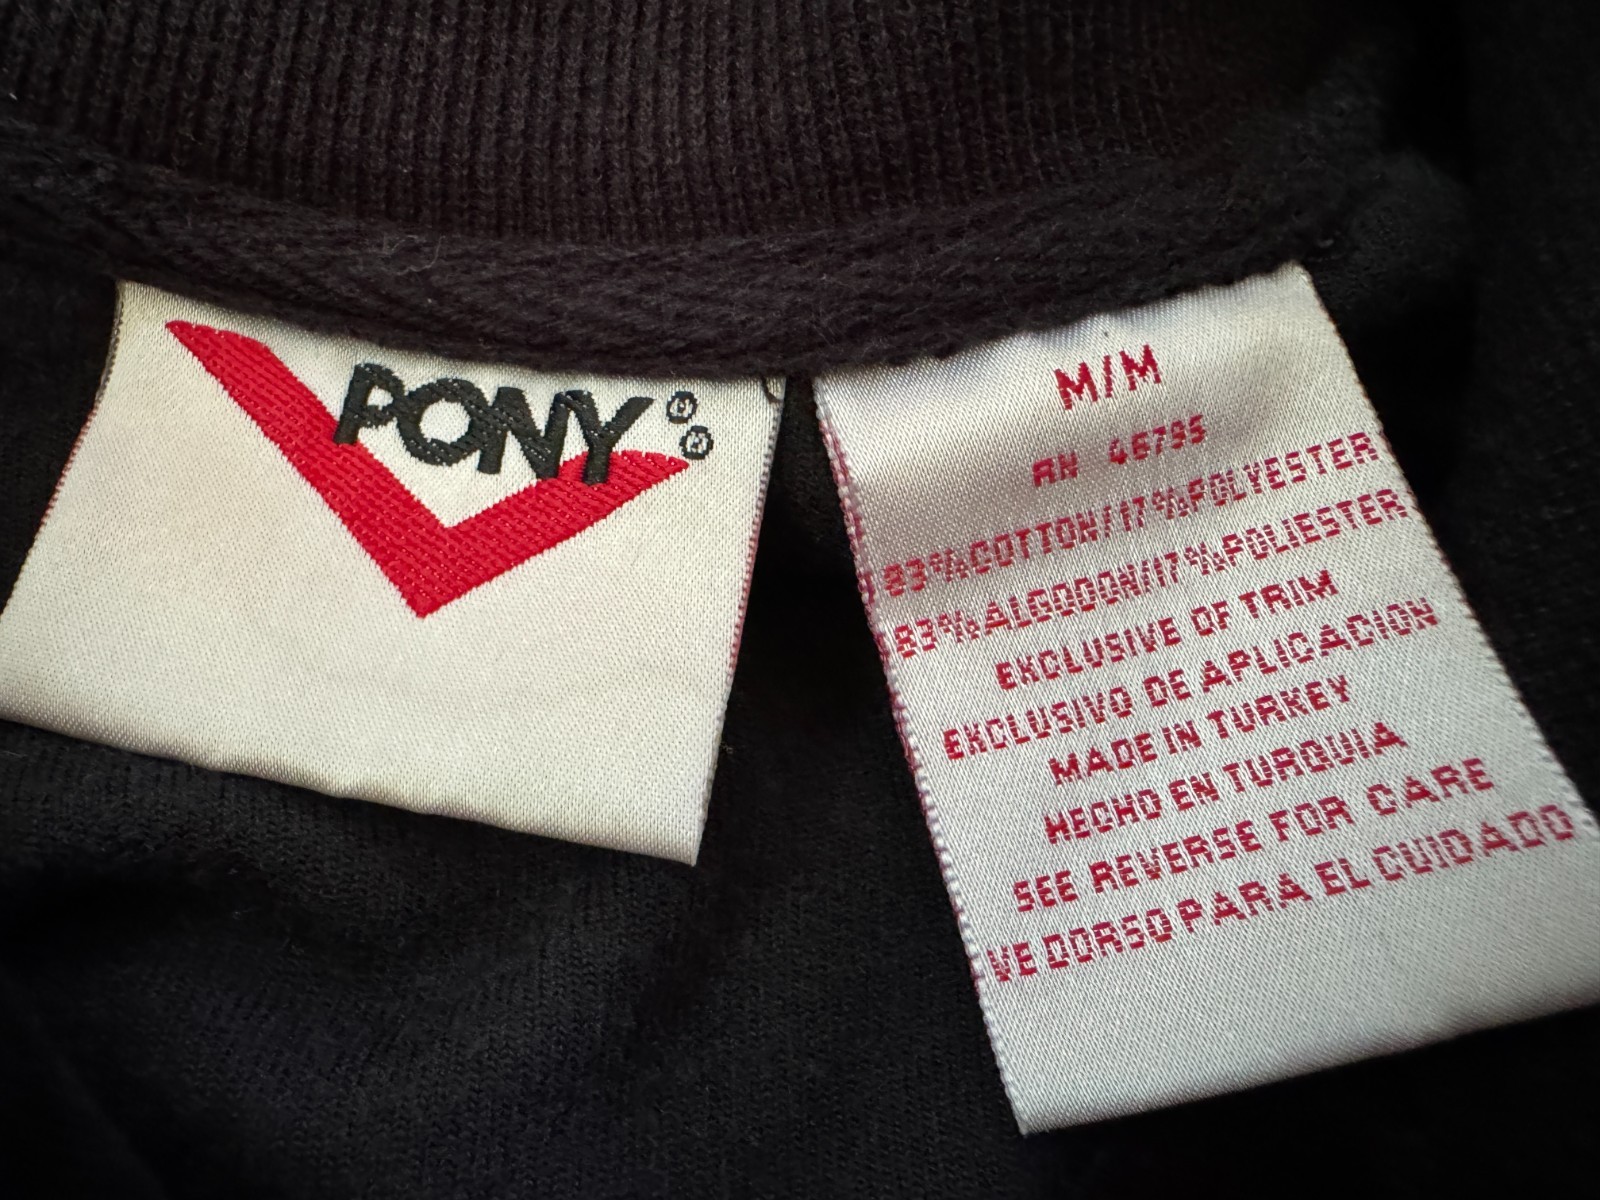 PONY
M/M
RN 46795
83%COTTON/17%POLYESTER
83%ALGODON/17%POLIESTER
EXCLUSIVE OF TRIM
EXCLUSIVO DE APLICACION
MADE IN TURKEY
HECHO EN TURQUIA
SEE REVERSE FOR CARE
VE DORSO PARA EL CUIDADO